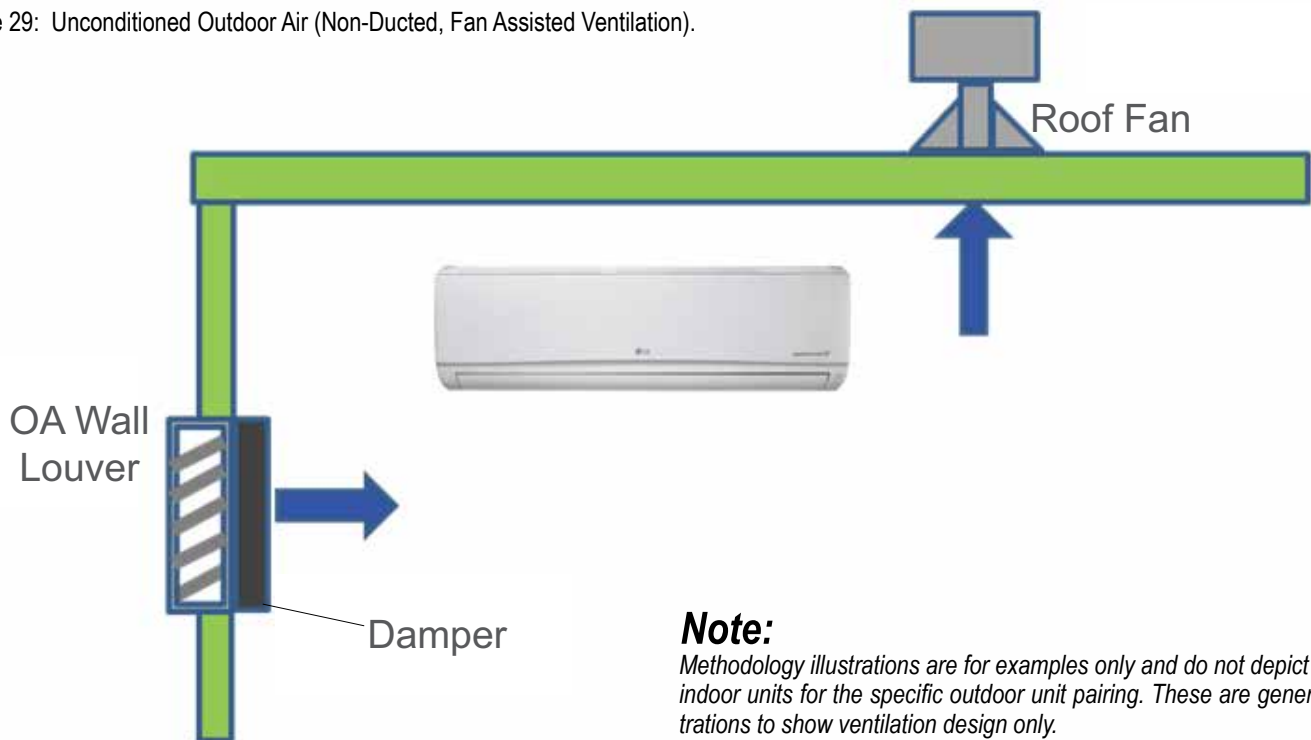 29: Unconditioned Outdoor Air (Non-Ducted, Fan Assisted Ventilation).
Roof Fan
LG
OA Wall
Louver
Damper
Note:
Methodology illustrations are for examples only and do not depict
indoor units for the specific outdoor unit pairing. These are
to show ventilation design only.